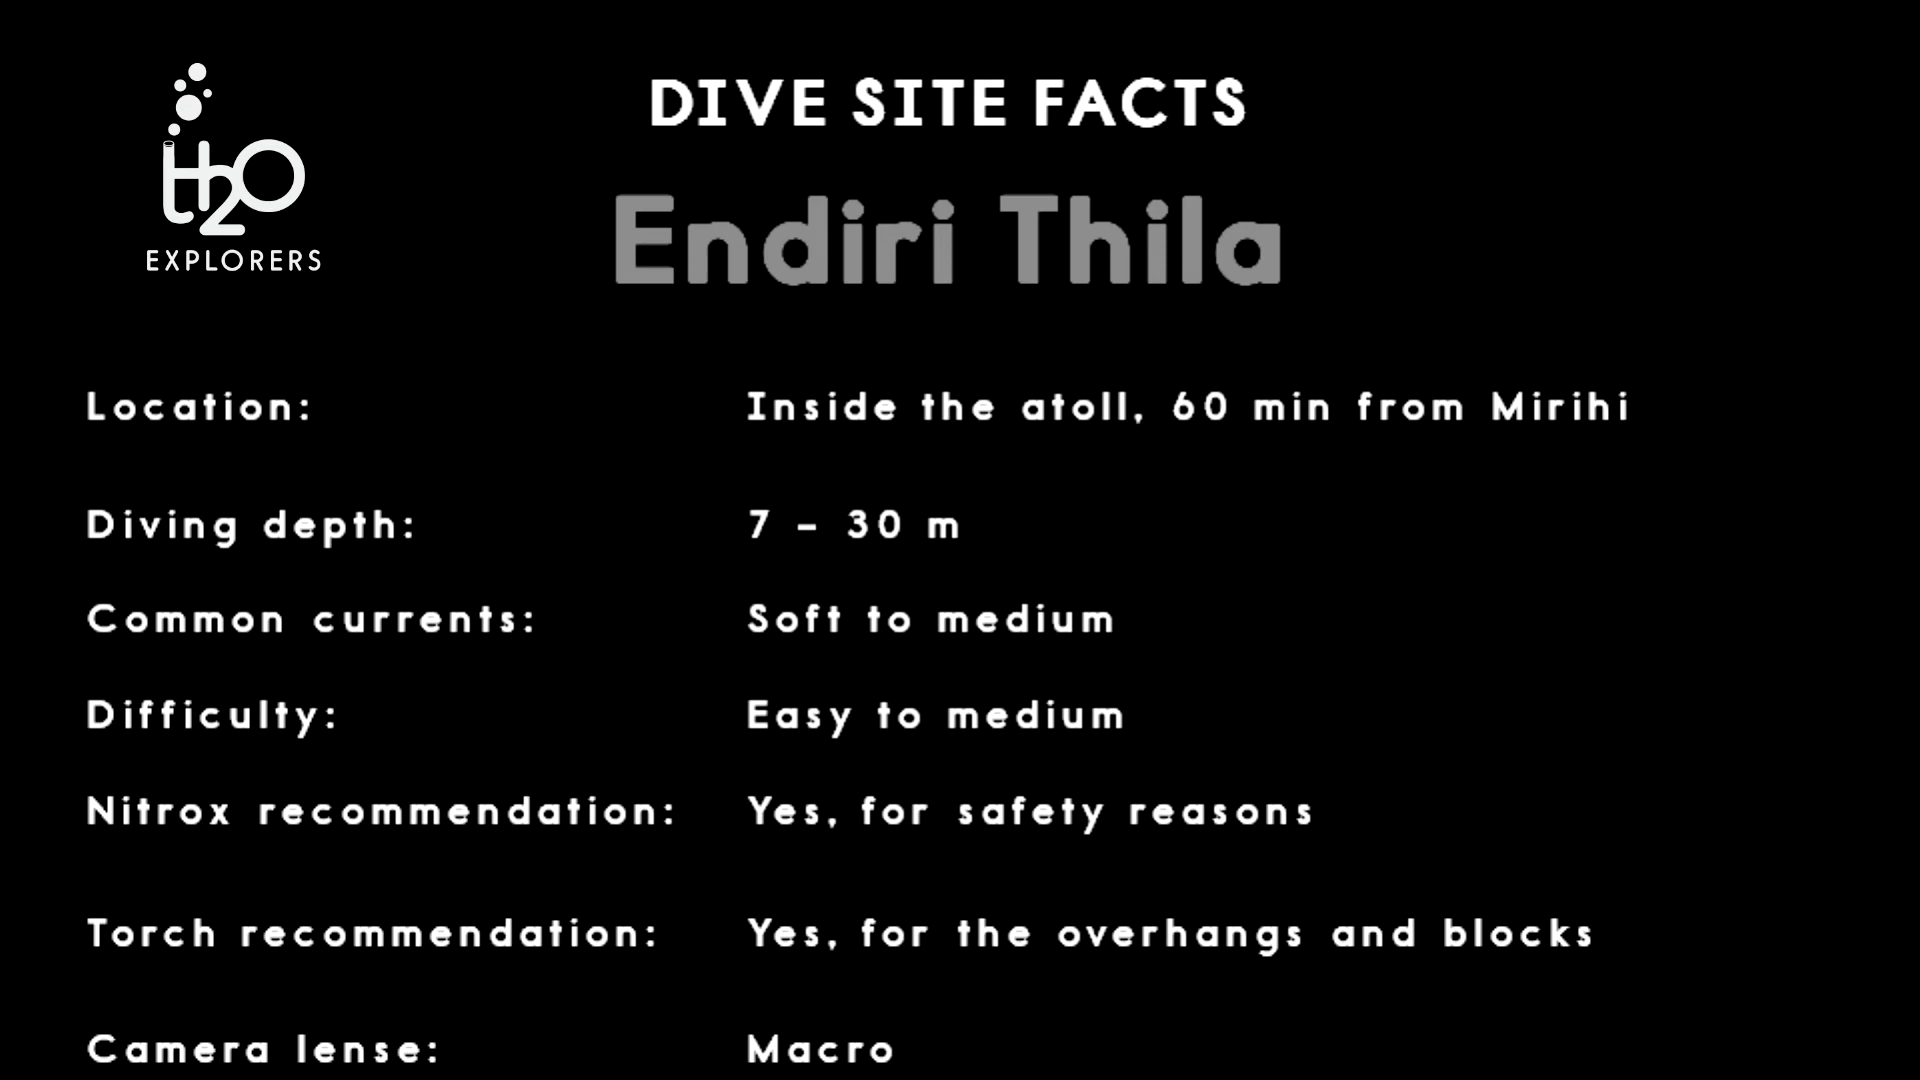 H2O
EXPLORERS
DIVE SITE FACTS
Endiri Thila
Location: Inside the atoll, 60 min from Mirihi
Diving depth: 7 – 30 m
Common currents: Soft to medium
Difficulty: Easy to medium
Nitrox recommendation: Yes, for safety reasons
Torch recommendation: Yes, for the overhangs and blocks
Camera lense: Macro